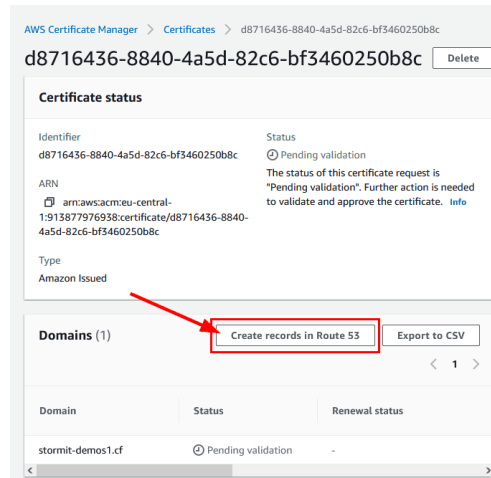 AWS Certificate Manager > Certificates > d8716436-8840-4a5d-82c6-bf3460250b8c
d8716436-8840-4a5d-82c6-bf3460250b8c
Delete
Certificate status
Identifier
d8716436-8840-4a5d-82c6-bf3460250b8c
ARN
arn:aws:acm:eu-central-
1:913877976938:certificate/d8716436-8840-
4a5d-82c6-bf3460250b8c
Type
Amazon Issued
Status
Pending validation
The status of this certificate request is
"Pending validation". Further action is needed
to validate and approve the certificate. Info
Domains (1)
Create records in Route 53
Export to CSV
< 1 >
Domain Status Renewal status
stormit-demos1.cf Pending validation -